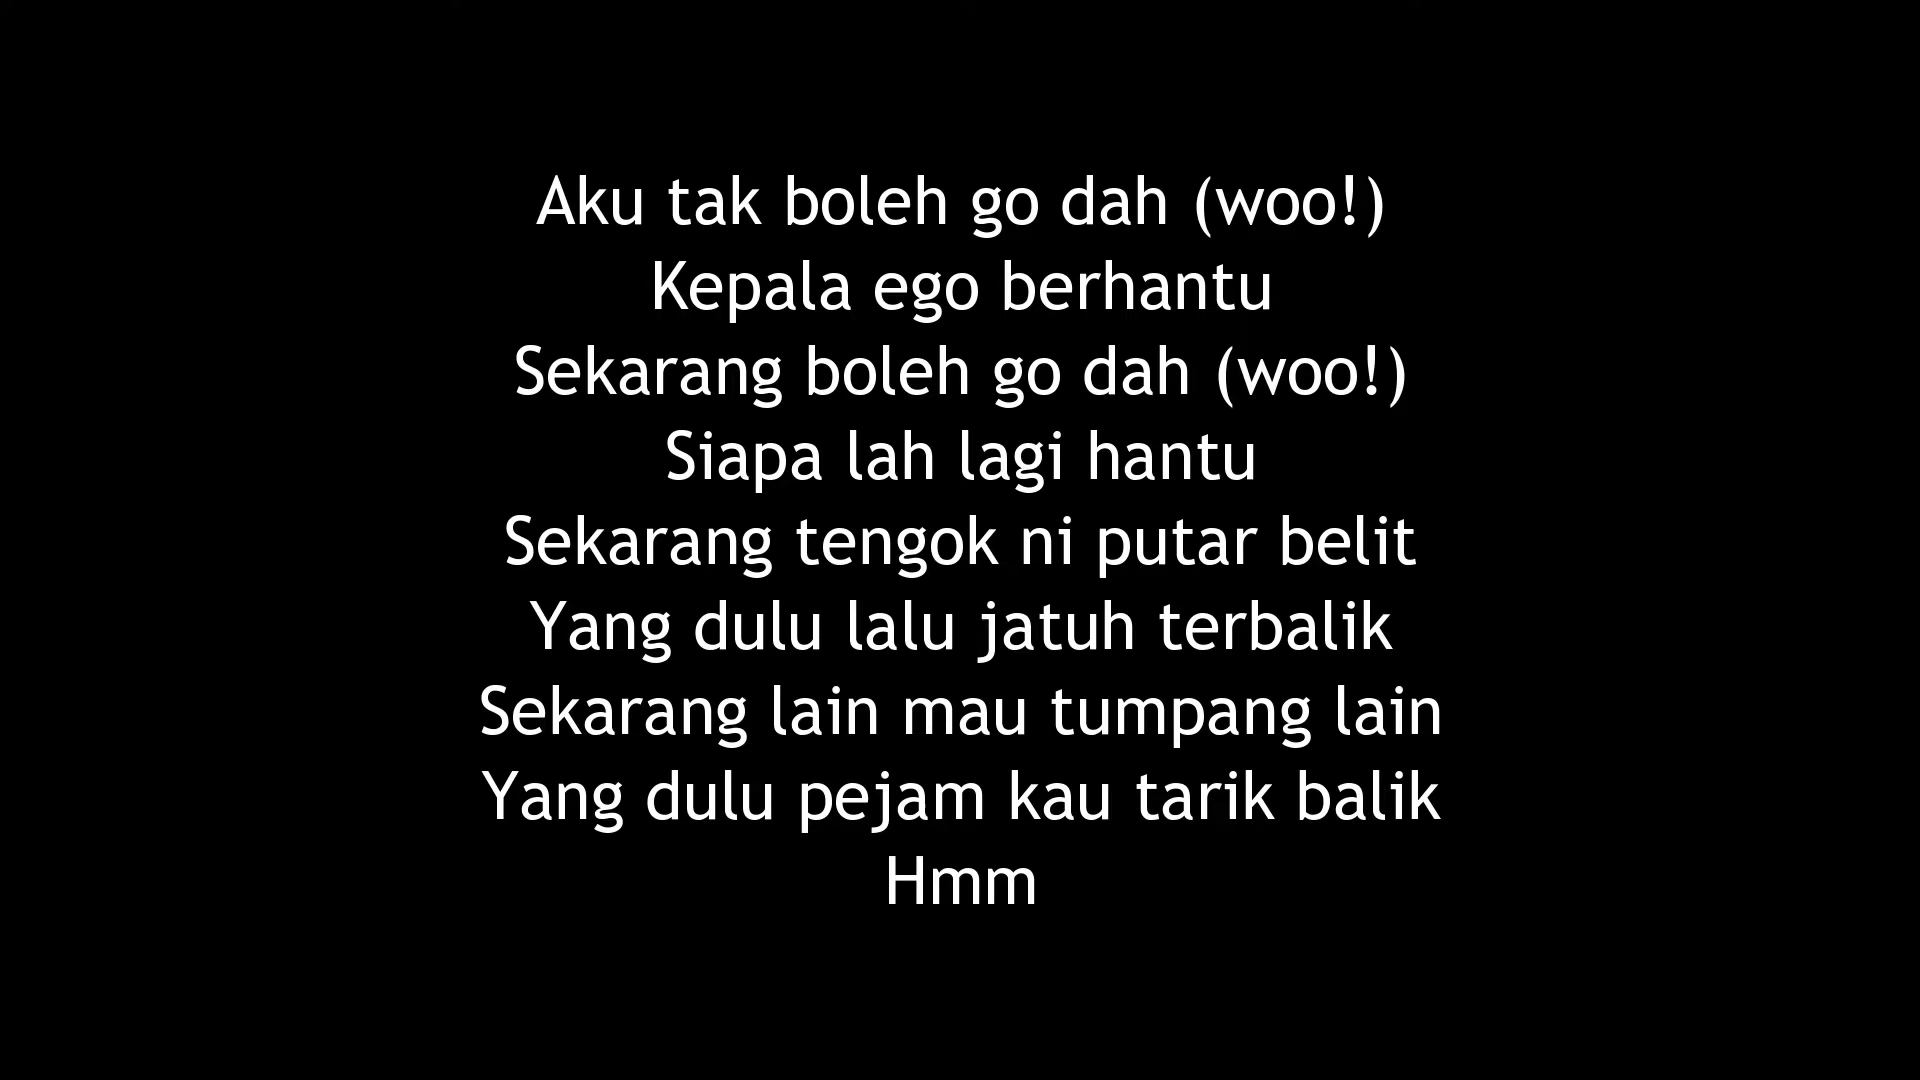 Aku tak boleh go dah (woo!)
Kepala ego berhantu
Sekarang boleh go dah (woo!)
Siapa lah lagi hantu
Sekarang tengok ni putar belit
Yang dulu lalu jatuh terbalik
Sekarang lain mau tumpang lain
Yang dulu pejam kau tarik balik
Hmm